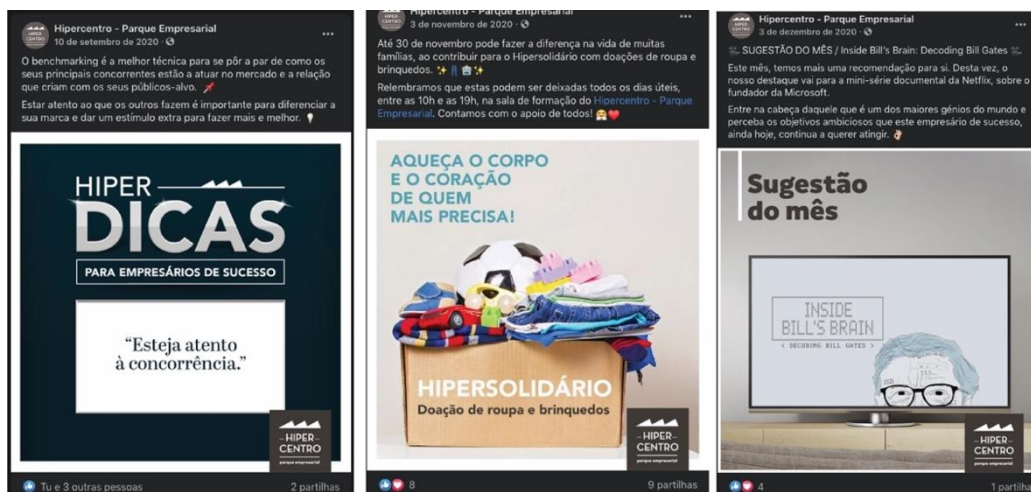 Hipercentro - Parque Empresarial
10 de setembro de 2020 ·
O benchmarking é a melhor técnica para se pôr a par de como os
seus principais concorrentes estão a atuar no mercado e a relação
que criam com os seus públicos-alvo.
Estar atento ao que os outros fazem é importante para diferenciar a
sua marca e dar um estímulo extra para fazer mais e melhor.
HIPER
DICAS
PARA EMPRESÁRIOS DE SUCESSO
“Esteja atento
à concorrência.”
HIPER
CENTRO
parque empresarial
Tu e 3 outras pessoas
2 partilhas
Hipercentro - Parque Empresarial
3 de novembro de 2020 ·
Até 30 de novembro pode fazer a diferença na vida de muitas
famílias, ao contribuir para o Hipersolidário com doações de roupa e
brinquedos.
Relembramos que estas podem ser deixadas todos os dias úteis,
entre as 10h e as 19h, na sala de formação do Hipercentro - Parque
Empresarial. Contamos com o apoio de todos!
AQUEÇA O CORPO
E O CORAÇÃO
DE QUEM
MAIS PRECISA!
HIPERSOLIDÁRIO
Doação de roupa e brinquedos
HIPER
CENTRO
parque empresarial
8
9 partilhas
Hipercentro - Parque Empresarial
3 de dezembro de 2020 ·
SUGESTÃO DO MÊS / Inside Bill's Brain: Decoding Bill Gates
Este mês, temos mais uma recomendação para si. Desta vez, o
nosso destaque vai para a mini-série documental da Netflix, sobre o
fundador da Microsoft.
Entre na cabeça daquele que é um dos maiores génios do mundo e
perceba os objetivos ambiciosos que este empresário de sucesso,
ainda hoje, continua a querer atingir.
Sugestão
do mês
INSIDE
BILL'S BRAIN
< DECODING BILL GATES >
HIPER
CENTRO
parque empresarial
4
1 partilha